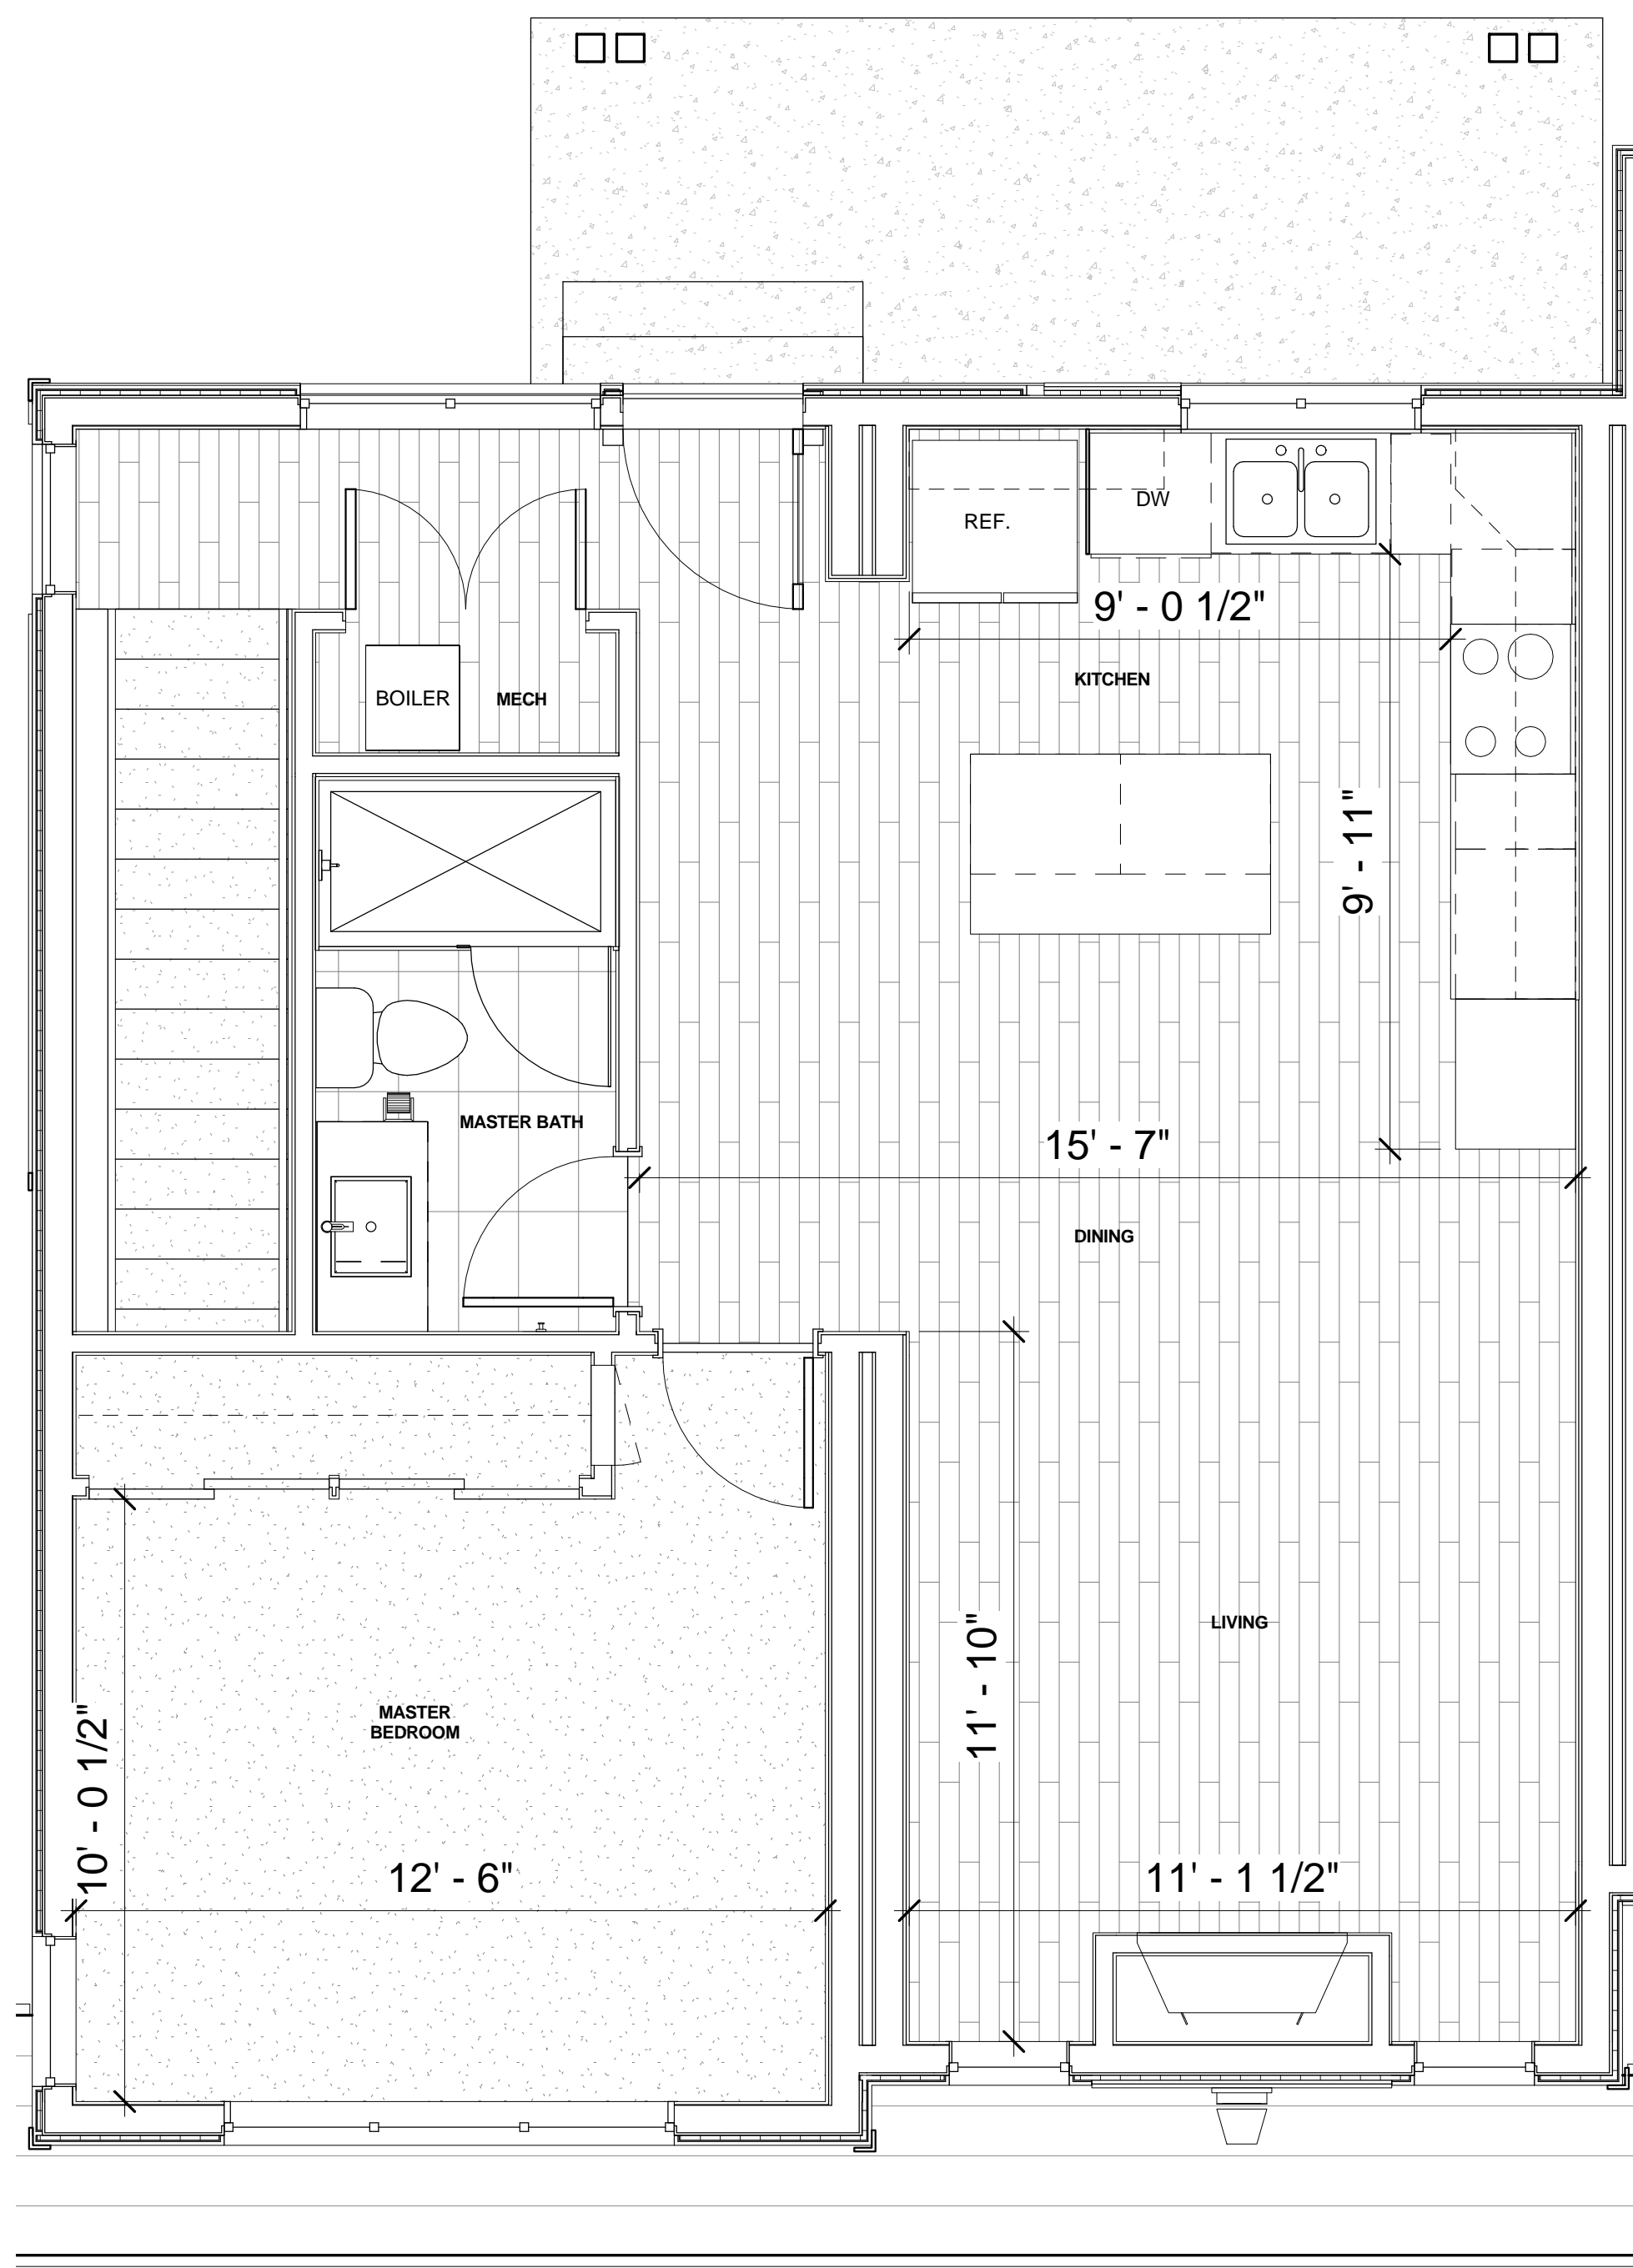 REF.
DW
9' - 0 1/2"
KITCHEN
BOILER
MECH
9' - 11"
MASTER BATH
15' - 7"
DINING
11' - 10"
LIVING
MASTER
BEDROOM
10' - 0 1/2"
12' - 6"
11' - 1 1/2"